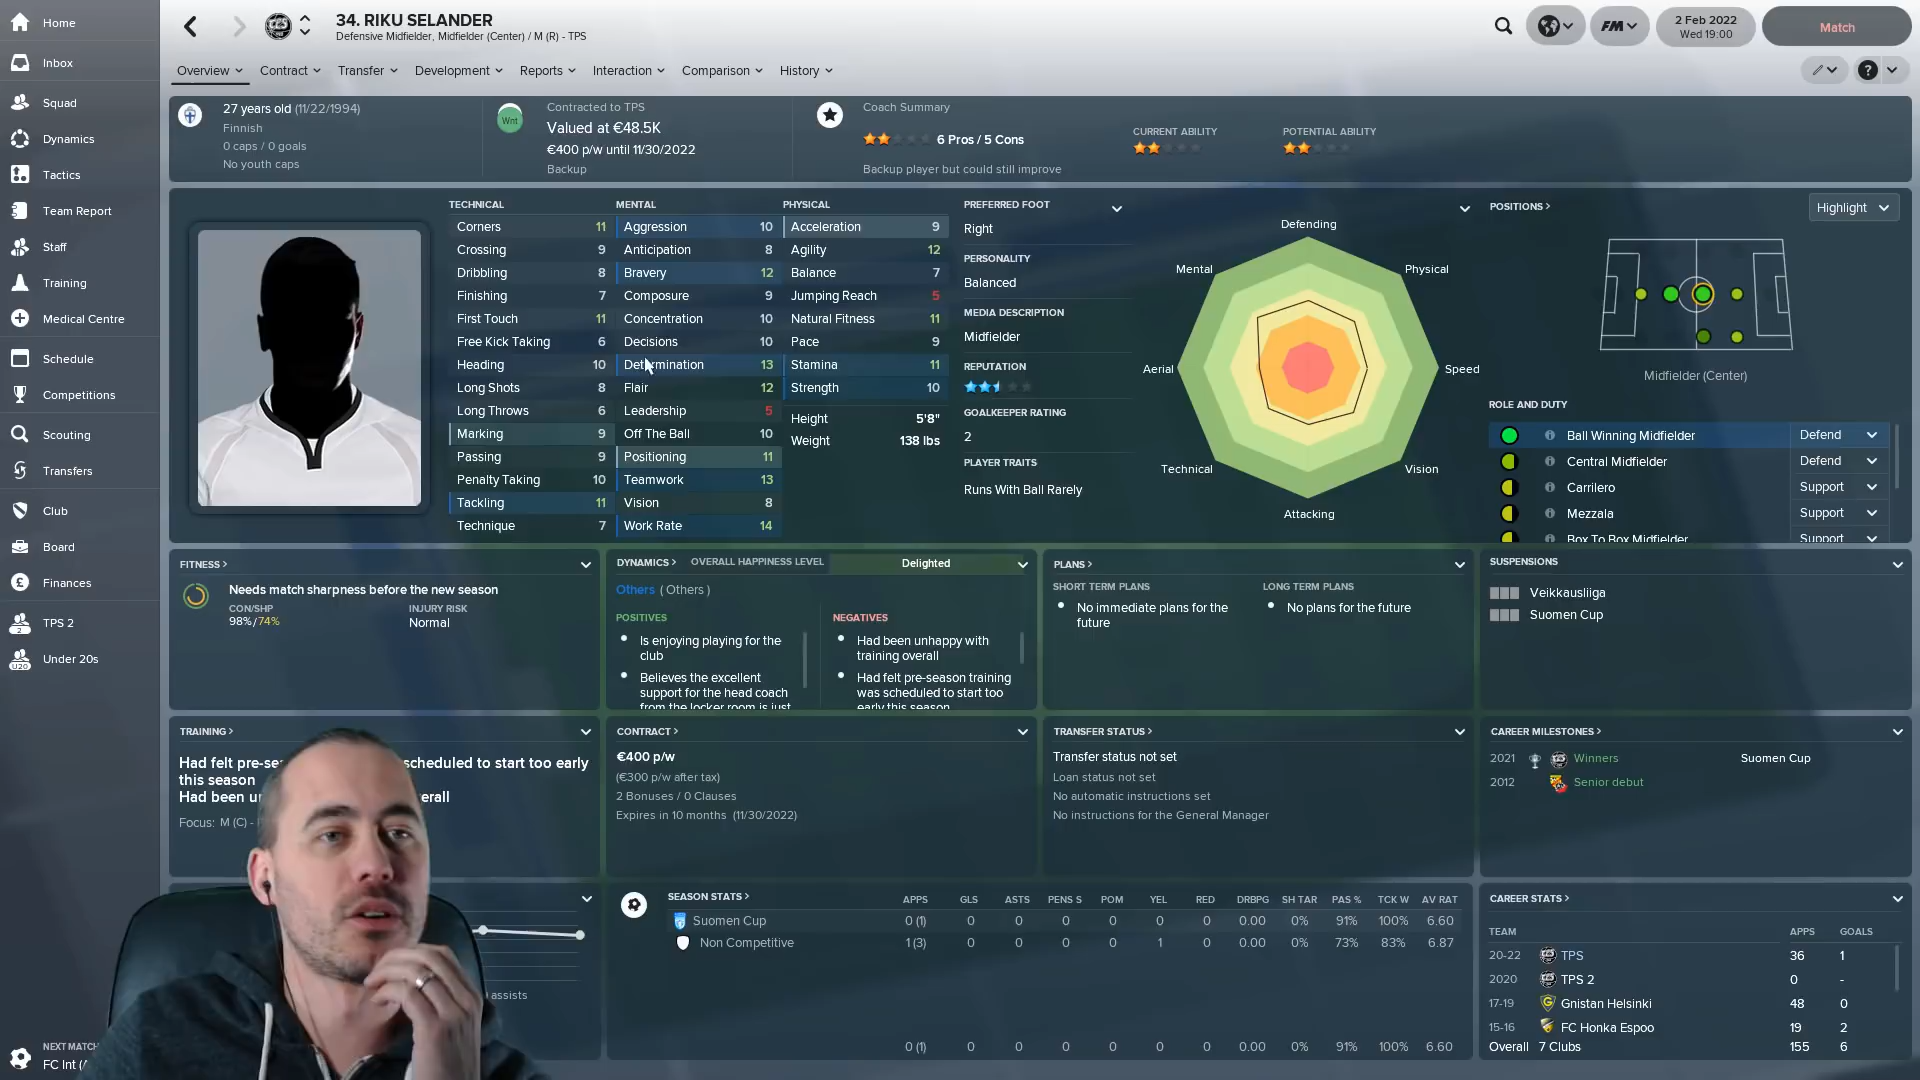 Home
Inbox
Squad
Dynamics
Tactics
Team Report
Staff
Training
Medical Centre
Schedule
Competitions
Scouting
Transfers
Club
Board
Finances
TPS 2
Under 20s
NEXT MATCH
FC Int (A
34. RIKU SELANDER
Defensive Midfielder, Midfielder (Center) / M (R) - TPS
FM
2 Feb 2022
Wed 19:00
Match
Overview Contract Transfer Development Reports Interaction Comparison History
27 years old (11/22/1994)
Finnish
0 caps / 0 goals
No youth caps
Wnt
Contracted to TPS
Valued at €48.5K
€400 p/w until 11/30/2022
Backup
Coach Summary
6 Pros / 5 Cons
Backup player but could still improve
CURRENT ABILITY
POTENTIAL ABILITY
TECHNICAL
Corners 11
Crossing 9
Dribbling 8
Finishing 7
First Touch 11
Free Kick Taking 6
Heading 10
Long Shots 8
Long Throws 6
Marking 9
Passing 9
Penalty Taking 10
Tackling 11
Technique 7
MENTAL
Aggression 10
Anticipation 8
Bravery 12
Composure 9
Concentration 10
Decisions 10
Determination 13
Flair 12
Leadership 5
Off The Ball 10
Positioning 11
Teamwork 13
Vision 8
Work Rate 14
PHYSICAL
Acceleration 9
Agility 12
Balance 7
Jumping Reach 5
Natural Fitness 11
Pace 9
Stamina 11
Strength 10
Height 5'8"
Weight 138 lbs
PREFERRED FOOT
Right
PERSONALITY
Balanced
MEDIA DESCRIPTION
Midfielder
REPUTATION
GOALKEEPER RATING
2
PLAYER TRAITS
Runs With Ball Rarely
Defending
Physical
Speed
Vision
Attacking
Technical
Aerial
Mental
POSITIONS >
Highlight
Midfielder (Center)
ROLE AND DUTY
Ball Winning Midfielder Defend
Central Midfielder Defend
Carrilero Support
Mezzala Support
Box To Box Midfielder Support
FITNESS >
Needs match sharpness before the new season
CON/SHP
98%/74%
INJURY RISK
Normal
DYNAMICS > OVERALL HAPPINESS LEVEL Delighted
Others ( Others )
POSITIVES
Is enjoying playing for the
club
Believes the excellent
support for the head coach
from the locker room is just
NEGATIVES
Had been unhappy with
training overall
Had felt pre-season training
was scheduled to start too
early this season
PLANS >
SHORT TERM PLANS
No immediate plans for the
future
LONG TERM PLANS
No plans for the future
SUSPENSIONS
Veikkausliiga
Suomen Cup
TRAINING >
Had felt pre-sea scheduled to start too early
this season
Had been un erall
Focus: M (C) -
CONTRACT >
€400 p/w
(€300 p/w after tax)
2 Bonuses / 0 Clauses
Expires in 10 months (11/30/2022)
TRANSFER STATUS >
Transfer status not set
Loan status not set
No automatic instructions set
No instructions for the General Manager
CAREER MILESTONES >
2021 Winners Suomen Cup
2012 Senior debut
assists
SEASON STATS > APPS GLS ASTS PENS S POM YEL RED DRBPG SH TAR PAS % TCK W AV RAT
Suomen Cup 0 (1) 0 0 0 0 0 0 0.00 0% 91% 100% 6.60
Non Competitive 1 (3) 0 0 0 0 1 0 0.00 0% 73% 83% 6.87
0 (1) 0 0 0 0 0 0 0.00 0% 91% 100% 6.60
CAREER STATS >
TEAM APPS GOALS
20-22 TPS 36 1
2020 TPS 2 0 -
17-19 Gnistan Helsinki 48 0
15-16 FC Honka Espoo 19 2
Overall 7 Clubs 155 6